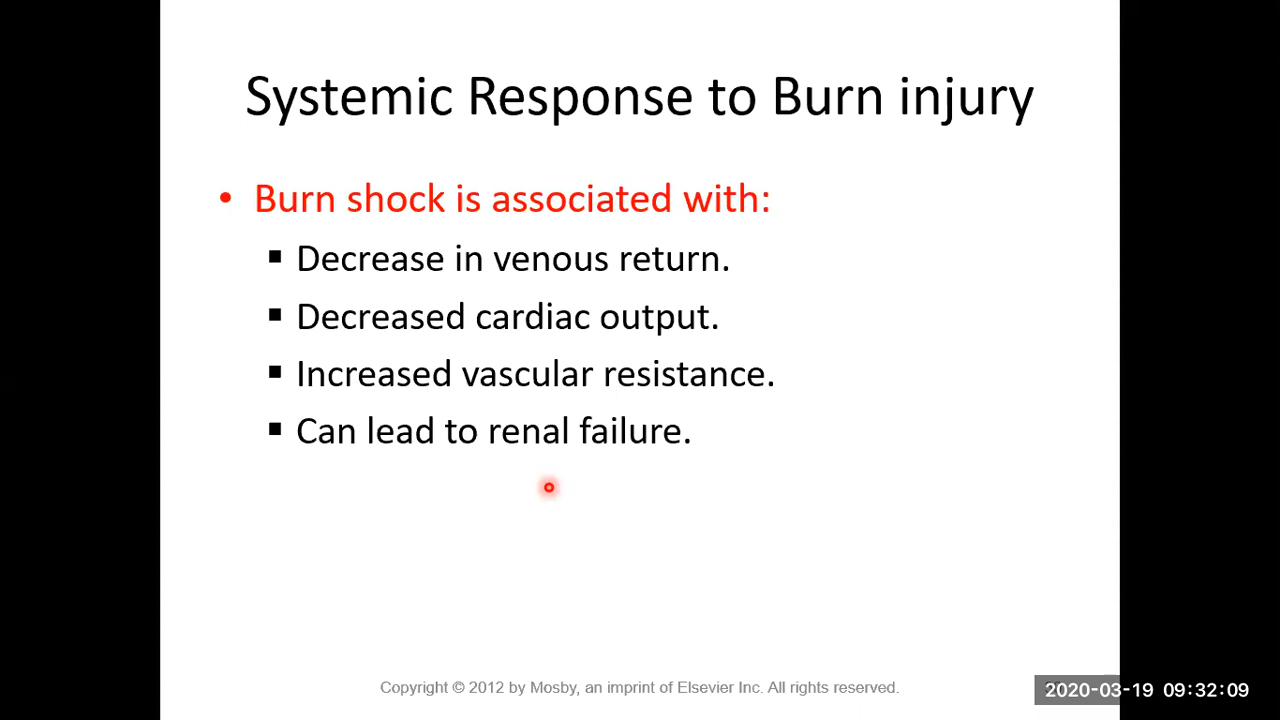 Systemic Response to Burn injury
• Burn shock is associated with:
▪ Decrease in venous return.
▪ Decreased cardiac output.
▪ Increased vascular resistance.
▪ Can lead to renal failure.
Copyright © 2012 by Mosby, an imprint of Elsevier Inc. All rights reserved.
2020-03-19 09:32:09